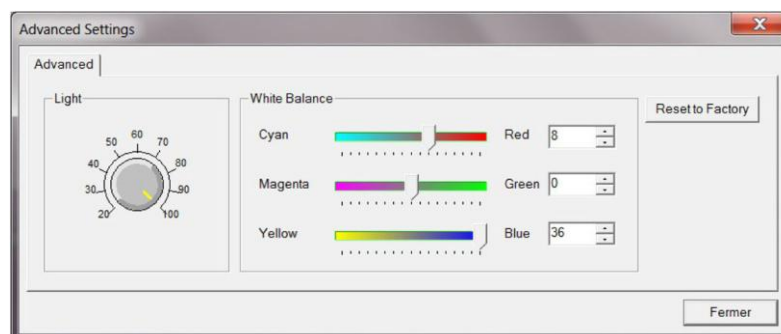 Advanced Settings
Advanced
Light
20
30
40
50
60
70
80
90
100
White Balance
Cyan
Red
8
Magenta
Green
0
Yellow
Blue
36
Reset to Factory
Fermer